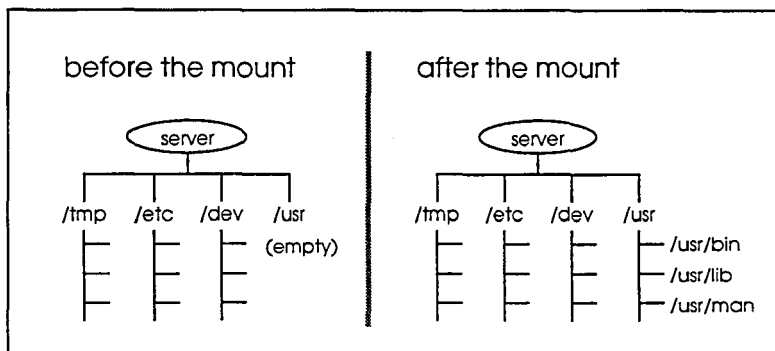 before the mount
server
/tmp /etc /dev /usr
(empty)
after the mount
server
/tmp /etc /dev /usr
/usr/bin
/usr/lib
/usr/man